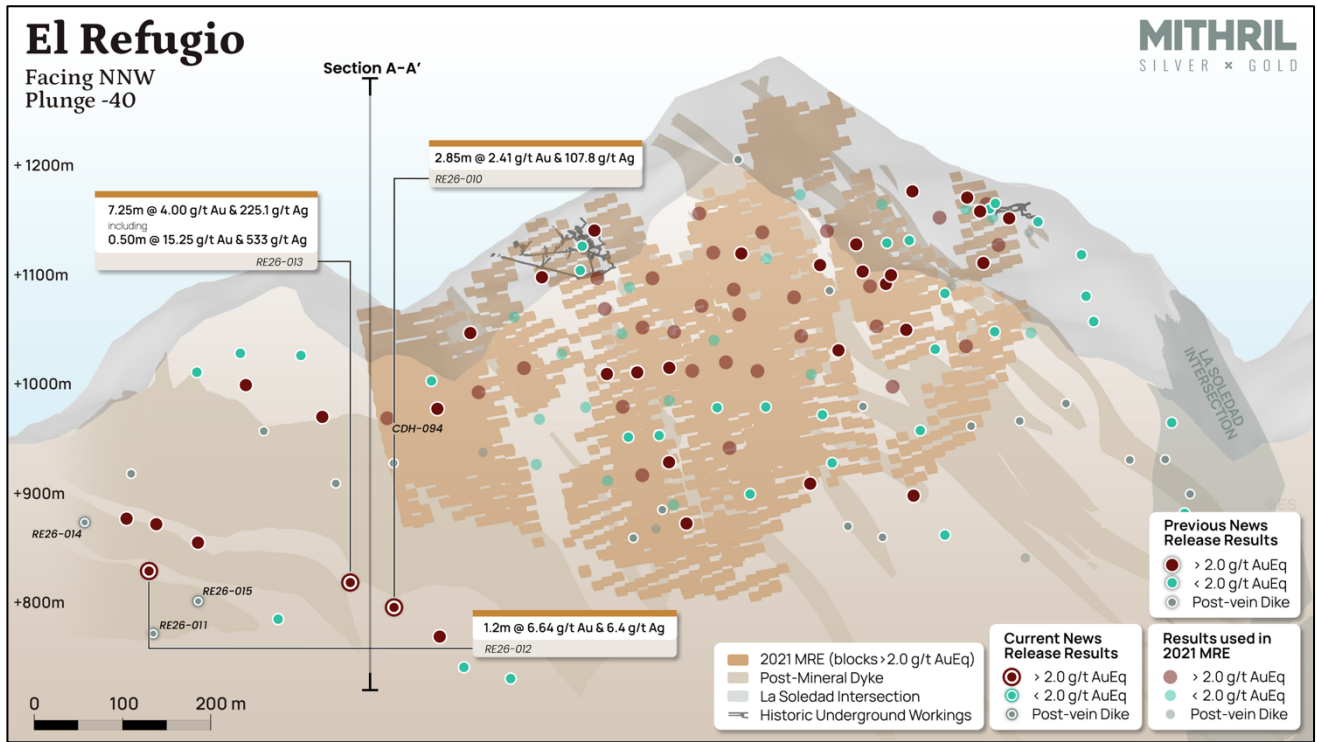 El Refugio
Facing NNW
Plunge -40
MITHRIL
SILVER × GOLD
Section A-A'
+ 1200m
+1100m
+1000m
+900m
+800m
2.85m @ 2.41 g/t Au & 107.8 g/t Ag
RE26-010
7.25m @ 4.00 g/t Au & 225.1 g/t Ag
including
0.50m @ 15.25 g/t Au & 533 g/t Ag
RE26-013
CDH-094
LA SOLEDAD
INTERSECTION
RE26-014
RE26-015
RE26-011
1.2m @ 6.64 g/t Au & 6.4 g/t Ag
RE26-012
0 100 200 m
2021 MRE (blocks>2.0 g/t AuEq)
Post-Mineral Dyke
La Soledad Intersection
Historic Underground Workings
Current News
Release Results
> 2.0 g/t AuEq
< 2.0 g/t AuEq
Post-vein Dike
Previous News
Release Results
> 2.0 g/t AuEq
< 2.0 g/t AuEq
Post-vein Dike
Results used in
2021 MRE
> 2.0 g/t AuEq
< 2.0 g/t AuEq
Post-vein Dike